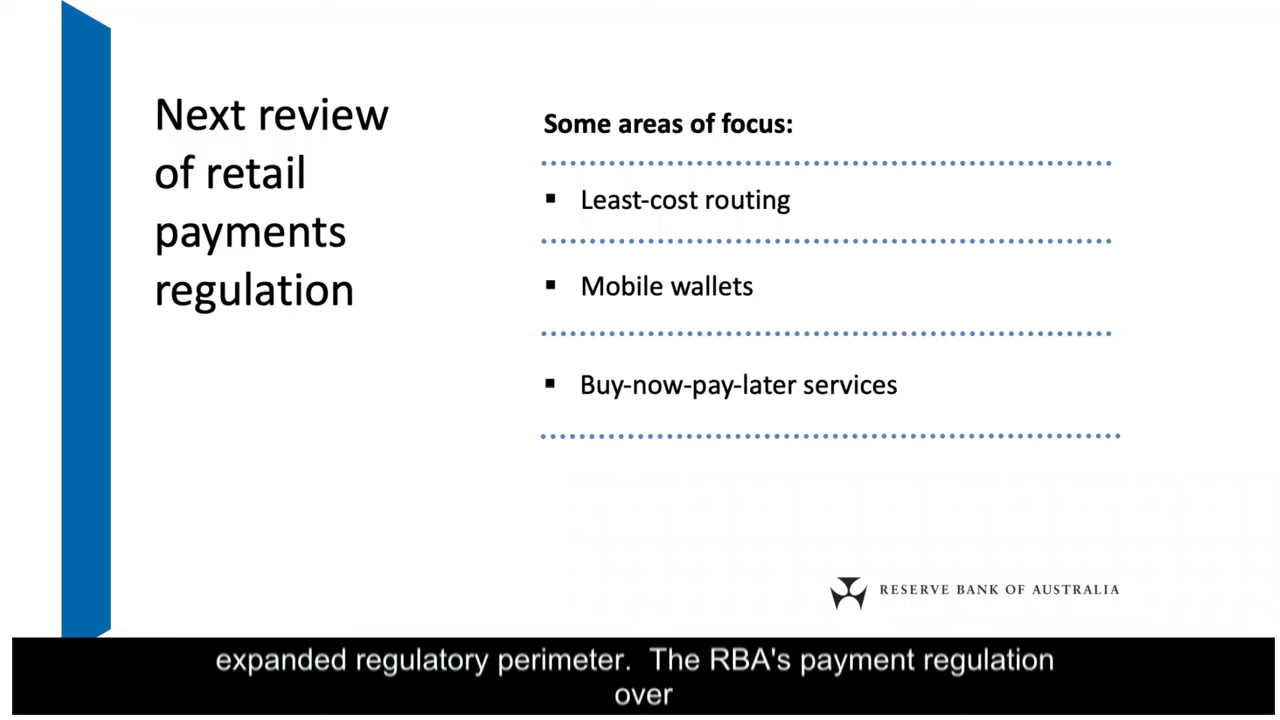 Next review
of retail
payments
regulation
Some areas of focus:
▪ Least-cost routing
▪ Mobile wallets
▪ Buy-now-pay-later services
RESERVE BANK OF AUSTRALIA
expanded regulatory perimeter.  The RBA's payment regulation
over